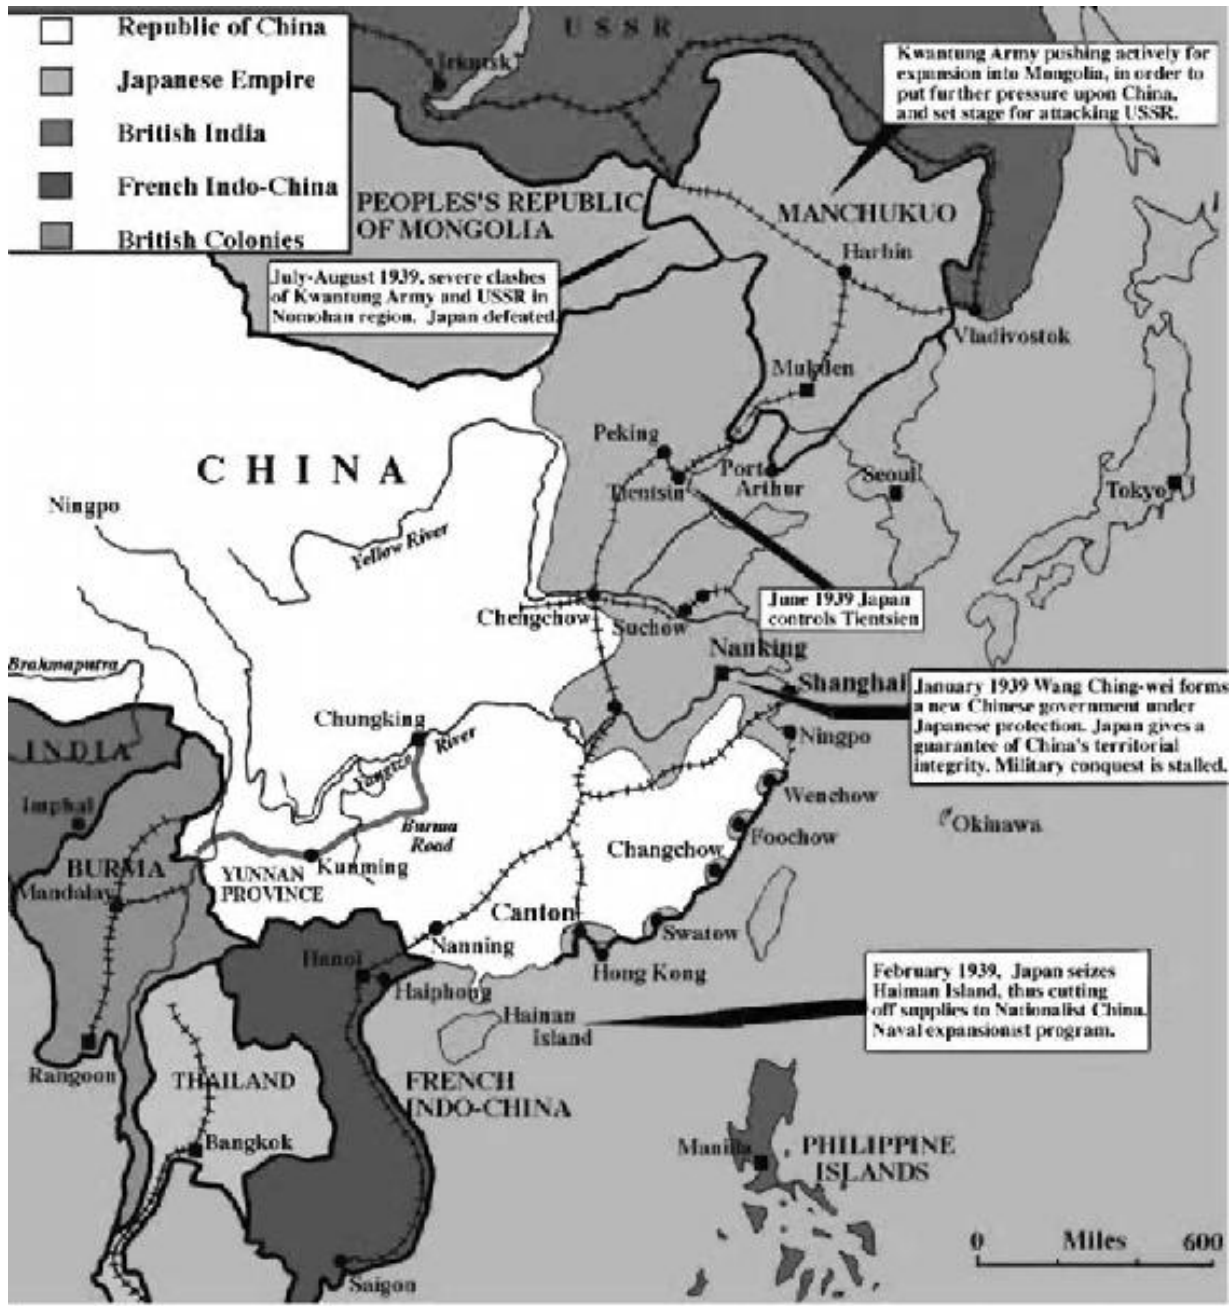 Republic of China
Japanese Empire
British India
French Indo-China
British Colonies
USSR
Irkutsk
Kwantung Army pushing actively for
expansion into Mongolia, in order to
put further pressure upon China,
and set stage for attacking USSR.
PEOPLES'S REPUBLIC
OF MONGOLIA
MANCHUKUO
Harbin
July-August 1939, severe clashes
of Kwantung Army and USSR in
Nomohan region. Japan defeated.
Vladivostok
Mukden
Peking
Tientsin
Port
Arthur
Seoul
Tokyo
CHINA
Ningpo
Yellow River
June 1939 Japan
controls Tientsien
Chengchow
Suchow
Nanking
Shanghai
Brahmaputra
January 1939 Wang Ching-wei forms
a new Chinese government under
Japanese protection. Japan gives a
guarantee of China's territorial
integrity. Military conquest is stalled.
Chungking
Yangtze River
Ningpo
INDIA
Imphal
Wenchow
Okinawa
Foochow
Burma
Road
Changchow
BURMA
Mandalay
YUNNAN
PROVINCE
Kunming
Canton
Swatow
Nanning
Hong Kong
Hanoi
Haiphong
February 1939, Japan seizes
Hainan Island, thus cutting
off supplies to Nationalist China.
Naval expansionist program.
Hainan
Island
Rangoon
THAILAND
FRENCH
INDO-CHINA
Bangkok
Manilla
PHILIPPINE
ISLANDS
0 Miles 600
Saigon